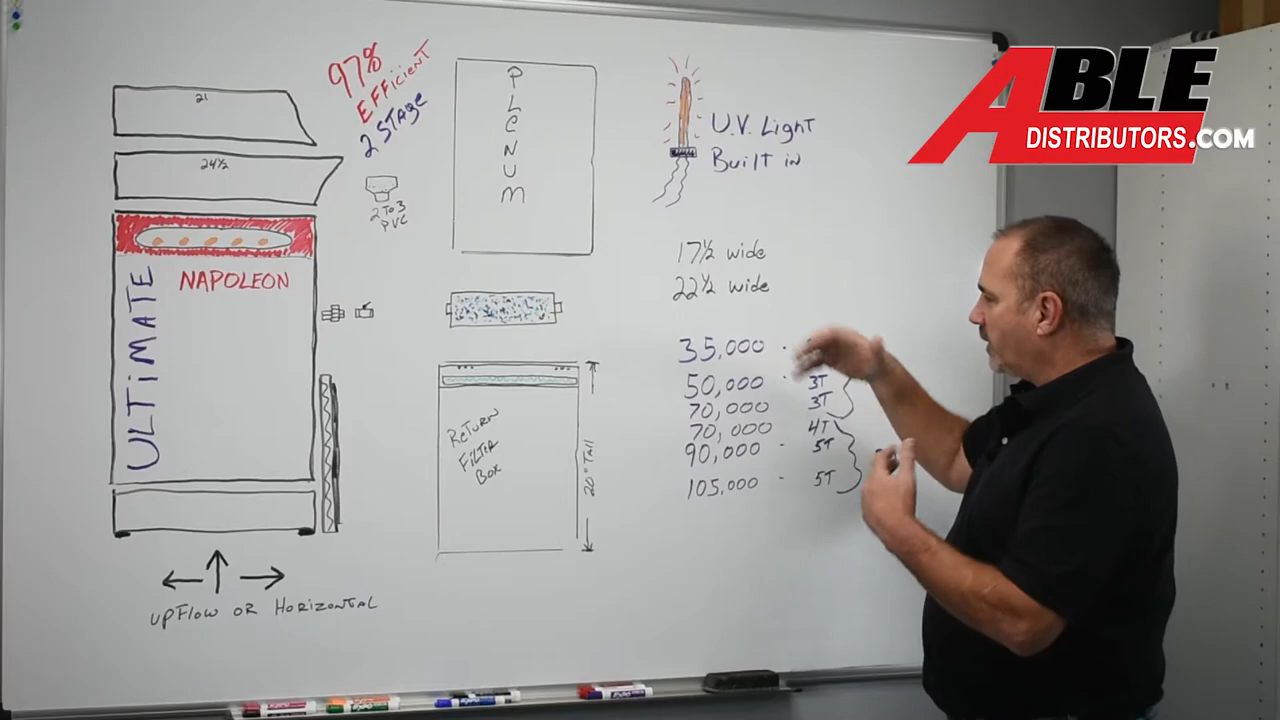 21
24½
97%
EFFicieNT
2 STAGE
2 To 3
PVC
NAPOLEON
ULTiMATE
UPFlow OR HorizonTAL
PLeNUM
ReTurn
FilTer
Box
20" Tall
U.V. Light
Built in
17½ wide
22½ wide
35,000 -
50,000 - 3T
70,000 3T
70,000 4T
90,000 - 5T
105,000 - 5T
ABLE
DISTRIBUTORS.COM